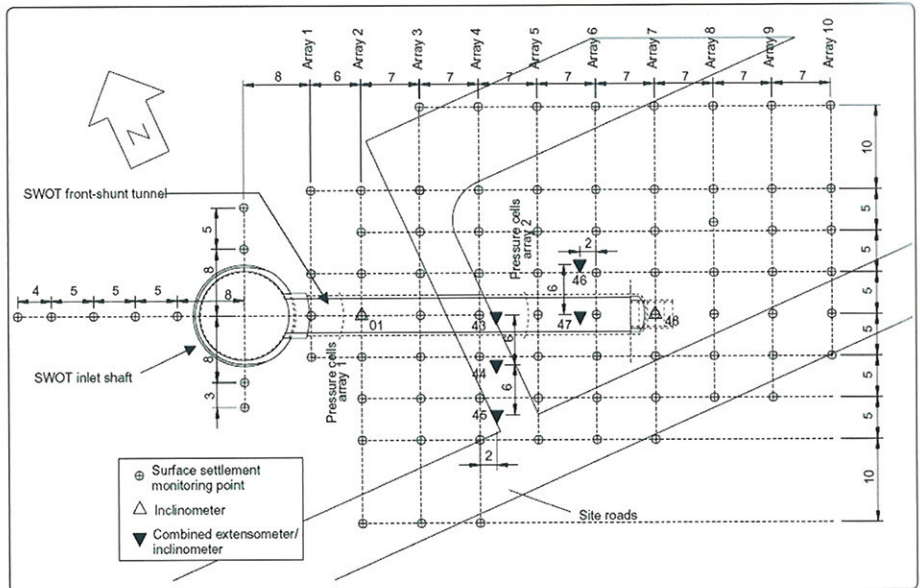 Array 1
Array 2
Array 3
Array 4
Array 5
Array 6
Array 7
Array 8
Array 9
Array 10
8
6
7
7
7
7
7
7
7
7
N
SWOT front-shunt tunnel
5
8
Pressure cells
array 2
2
46
6
10
5
5
5
5
5
5
10
4
5
5
5
8
01
43
47
48
SWOT inlet shaft
8
3
Pressure cells
array 1
6
44
6
45
2
Site roads
Surface settlement
monitoring point
Inclinometer
Combined extensometer/
inclinometer